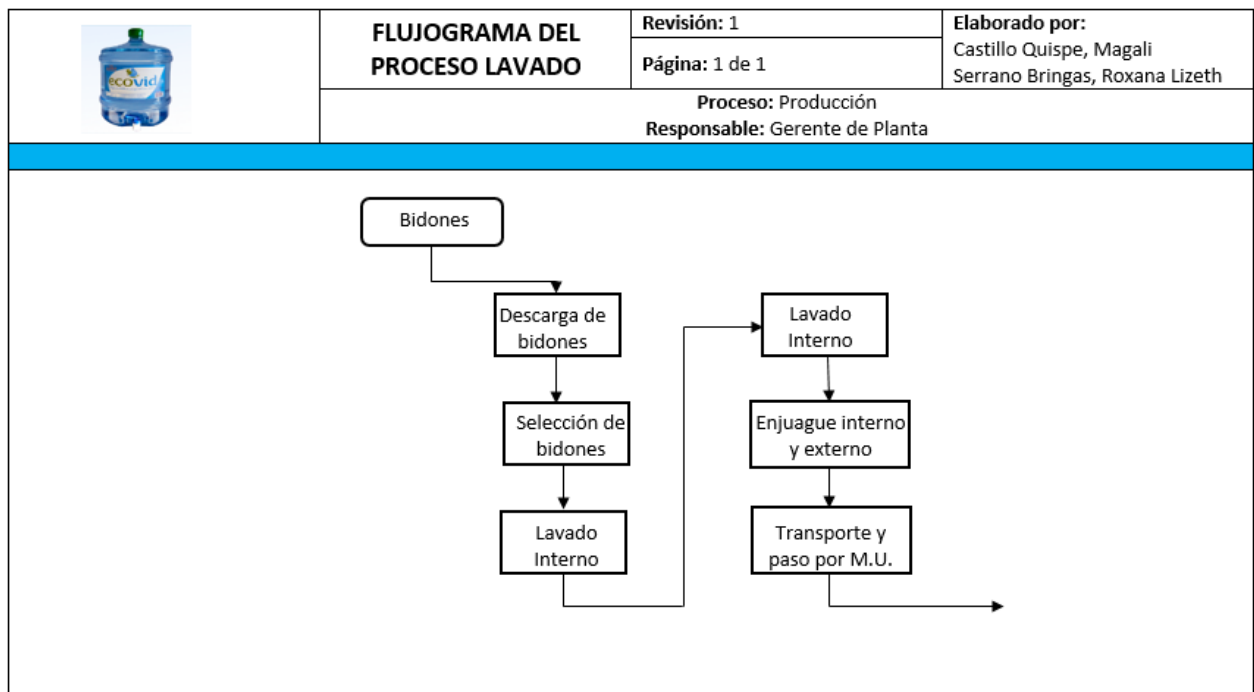 ecovid
FLUJOGRAMA DEL
PROCESO LAVADO
Revisión: 1
Página: 1 de 1
Elaborado por:
Castillo Quispe, Magali
Serrano Bringas, Roxana Lizeth
Proceso: Producción
Responsable: Gerente de Planta
Bidones
Descarga de
bidones
Selección de
bidones
Lavado
Interno
Lavado
Interno
Enjuague interno
y externo
Transporte y
paso por M.U.